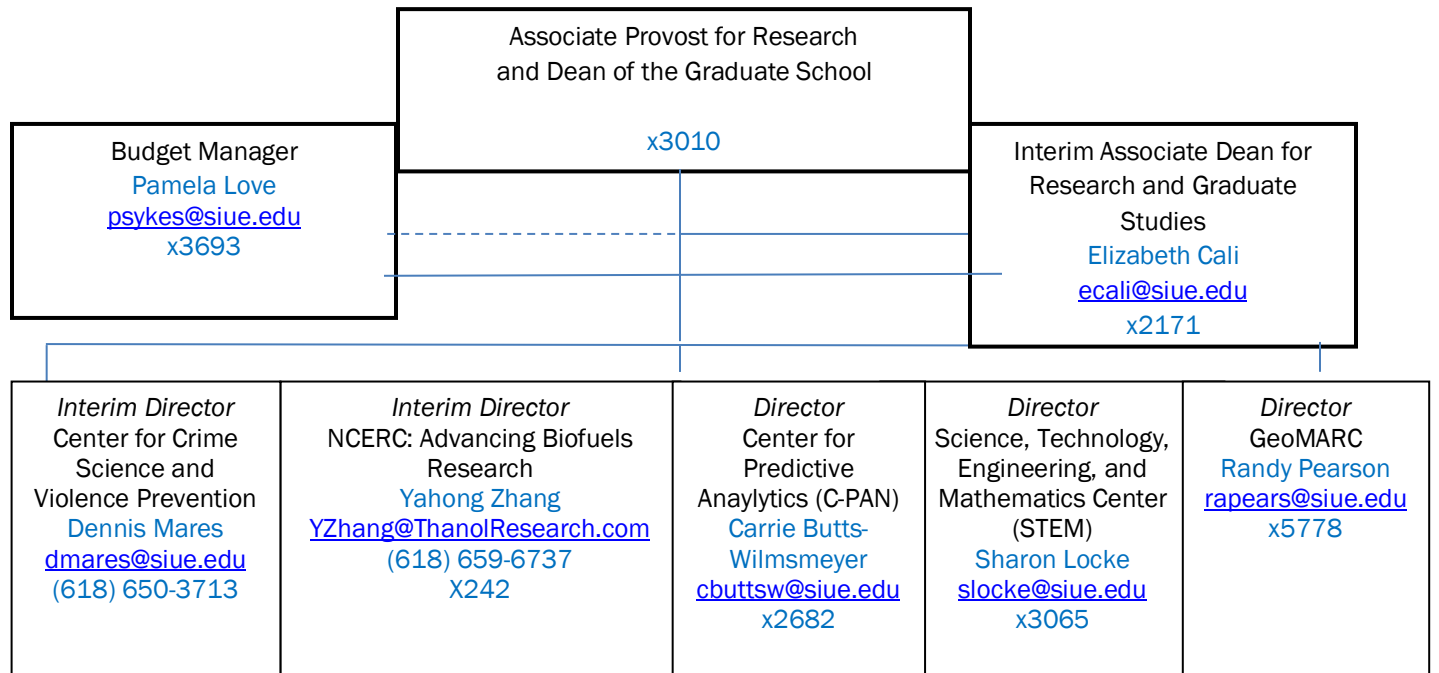 Associate Provost for Research
and Dean of the Graduate School
x3010
Budget Manager
Pamela Love
psykes@siue.edu
x3693
Interim Associate Dean for
Research and Graduate
Studies
Elizabeth Cali
ecali@siue.edu
x2171
Interim Director
Center for Crime
Science and
Violence Prevention
Dennis Mares
dmares@siue.edu
(618) 650-3713
Interim Director
NCERC: Advancing Biofuels
Research
Yahong Zhang
YZhang@ThanolResearch.com
(618) 659-6737
X242
Director
Center for
Predictive
Anaylytics (C-PAN)
Carrie Butts-
Wilmsmeyer
cbuttsw@siue.edu
x2682
Director
Science, Technology,
Engineering, and
Mathematics Center
(STEM)
Sharon Locke
slocke@siue.edu
x3065
Director
GeoMARC
Randy Pearson
rapears@siue.edu
x5778